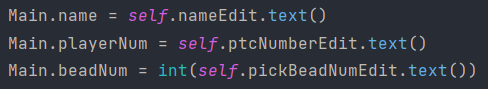 Main.name = self.nameEdit.text()
Main.playerNum = self.ptcNumberEdit.text()
Main.beadNum = int(self.pickBeadNumEdit.text())